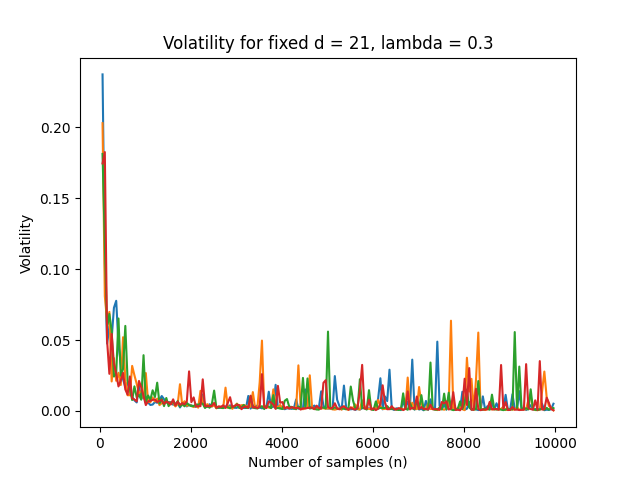 Volatility for fixed d = 21, lambda = 0.3
Volatility
0.20
0.15
0.10
0.05
0.00
0 2000 4000 6000 8000 10000
Number of samples (n)